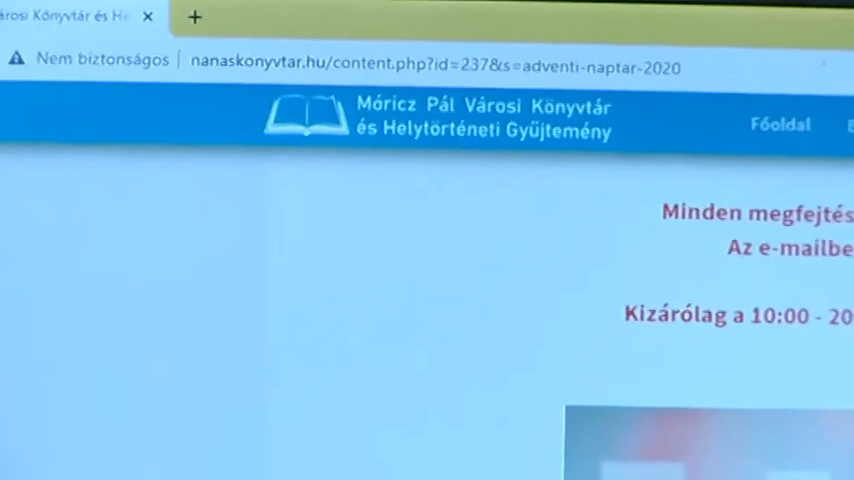 Városi Könyvtár és He
Nem biztonságos | nanaskonyvtar.hu/content.php?id=237&s=adventi-naptar-2020
Móricz Pál Városi Könyvtár
és Helytörténeti Gyűjtemény
Főoldal
Minden megfejtés
Az e-mailbe
Kizárólag a 10:00 - 20